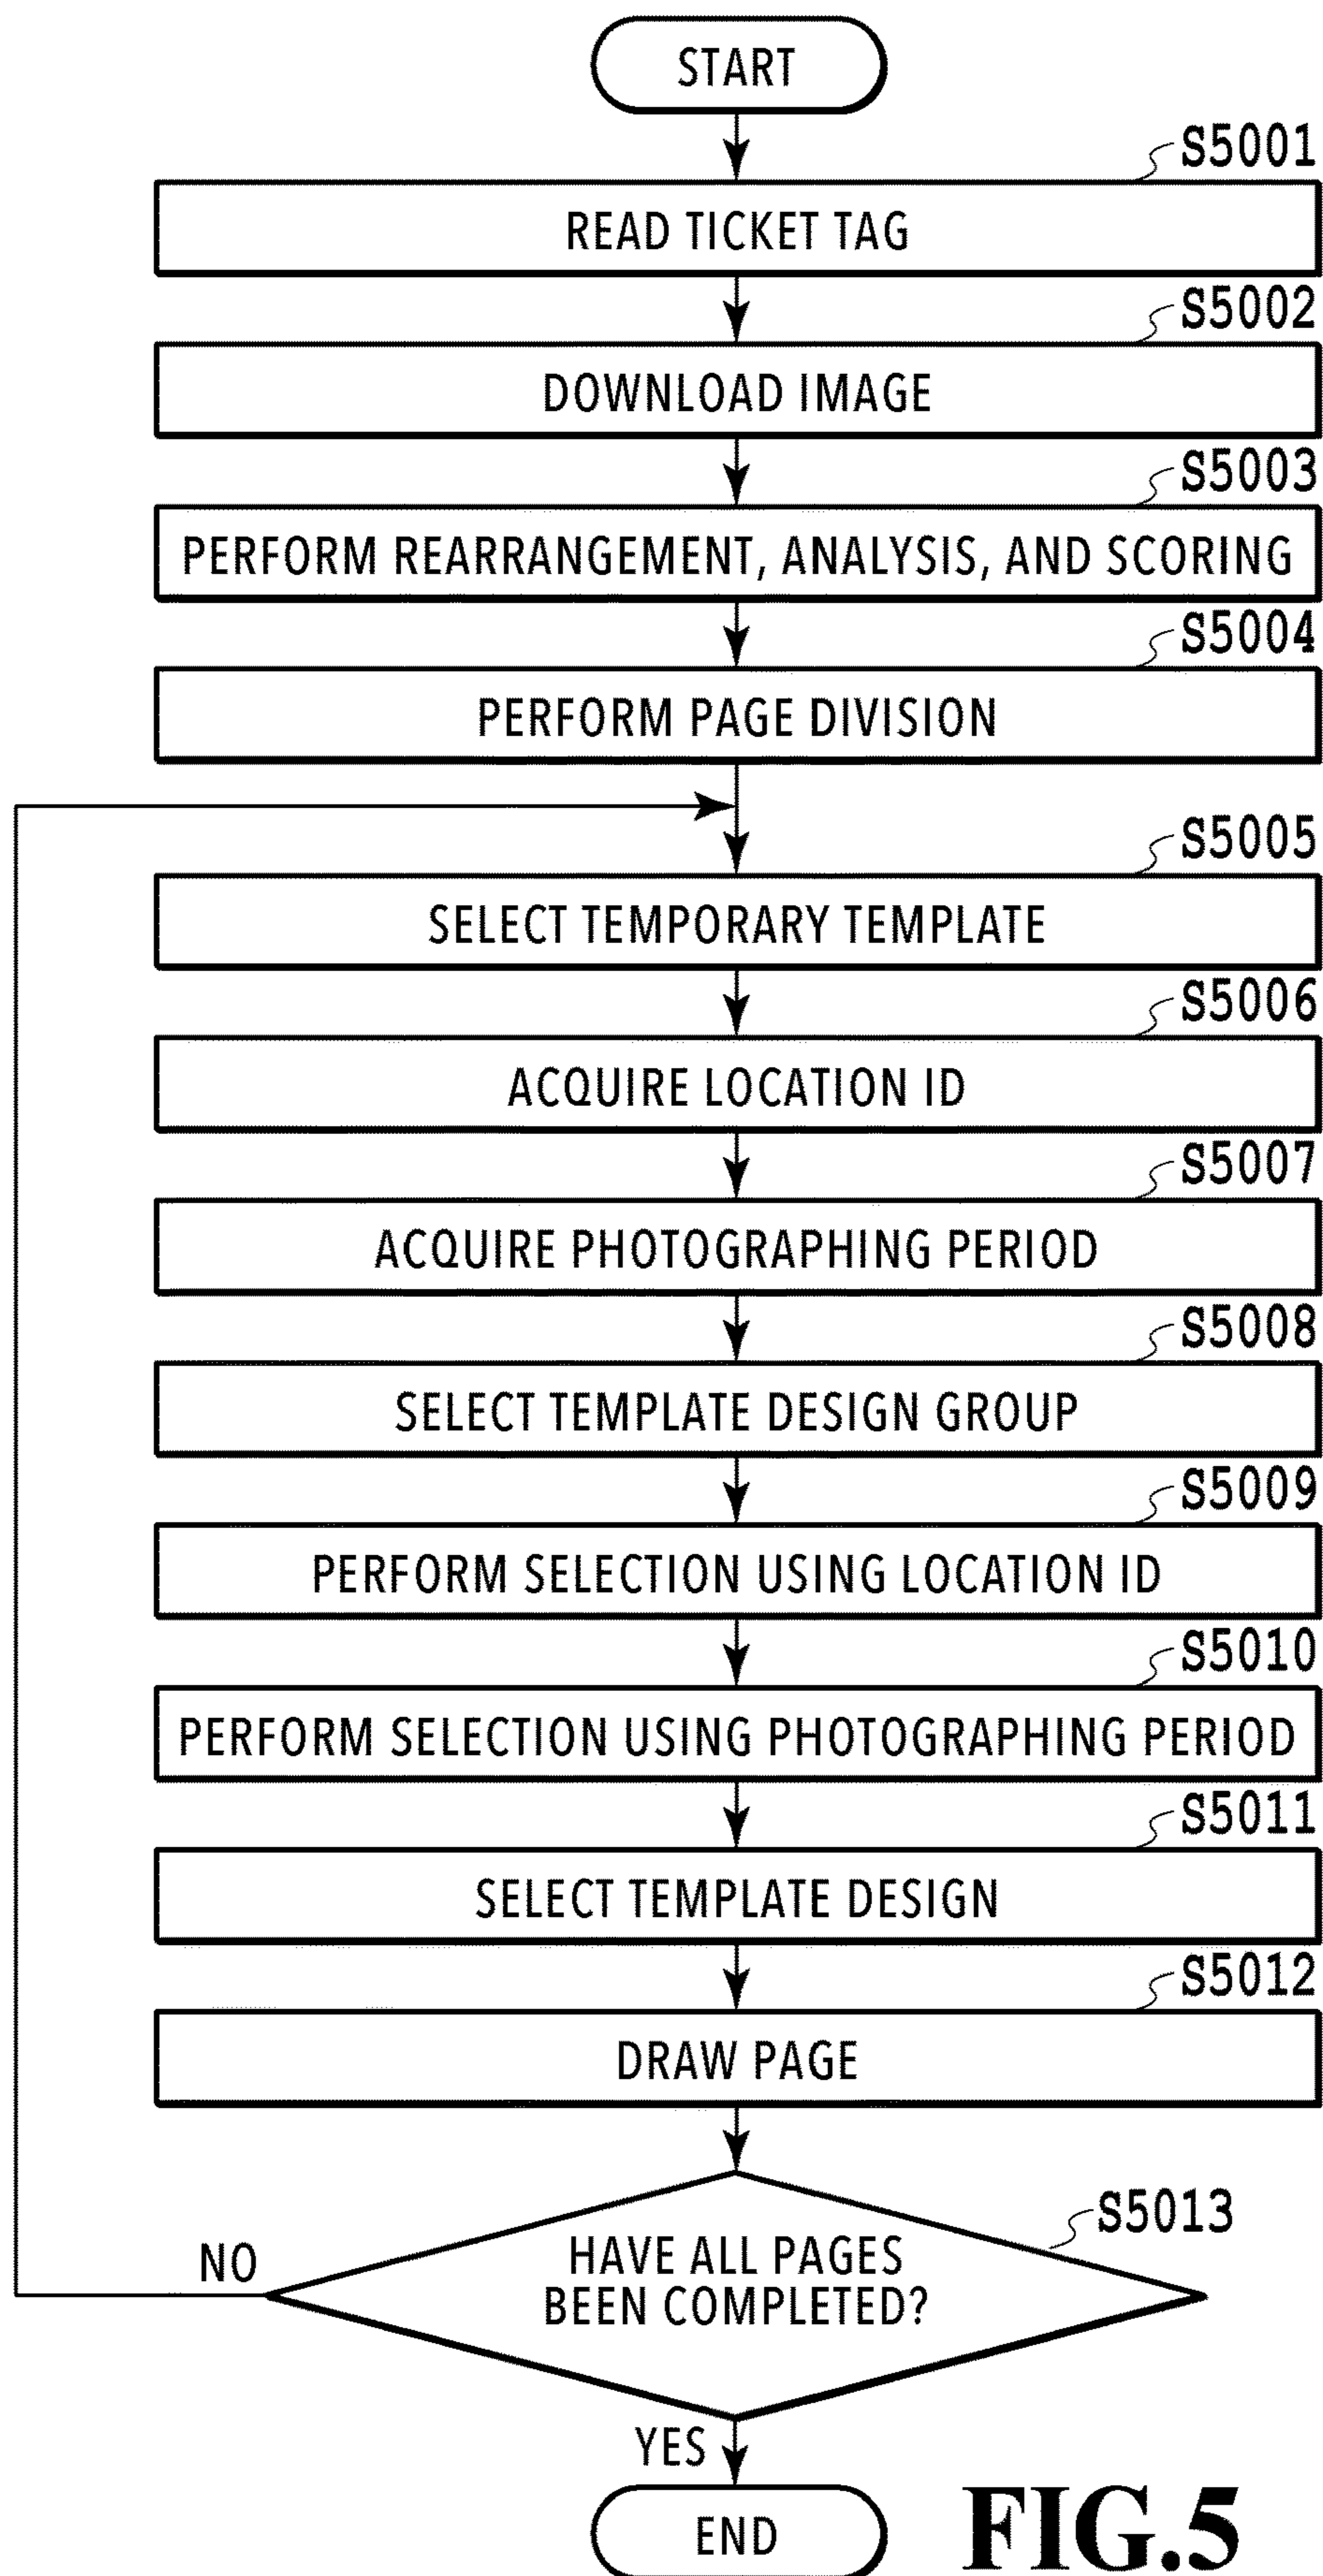 START
S5001
READ TICKET TAG
S5002
DOWNLOAD IMAGE
S5003
PERFORM REARRANGEMENT, ANALYSIS, AND SCORING
S5004
PERFORM PAGE DIVISION
S5005
SELECT TEMPORARY TEMPLATE
S5006
ACQUIRE LOCATION ID
S5007
ACQUIRE PHOTOGRAPHING PERIOD
S5008
SELECT TEMPLATE DESIGN GROUP
S5009
PERFORM SELECTION USING LOCATION ID
S5010
PERFORM SELECTION USING PHOTOGRAPHING PERIOD
S5011
SELECT TEMPLATE DESIGN
S5012
DRAW PAGE
S5013
HAVE ALL PAGES
BEEN COMPLETED?
NO
YES
END
FIG.5